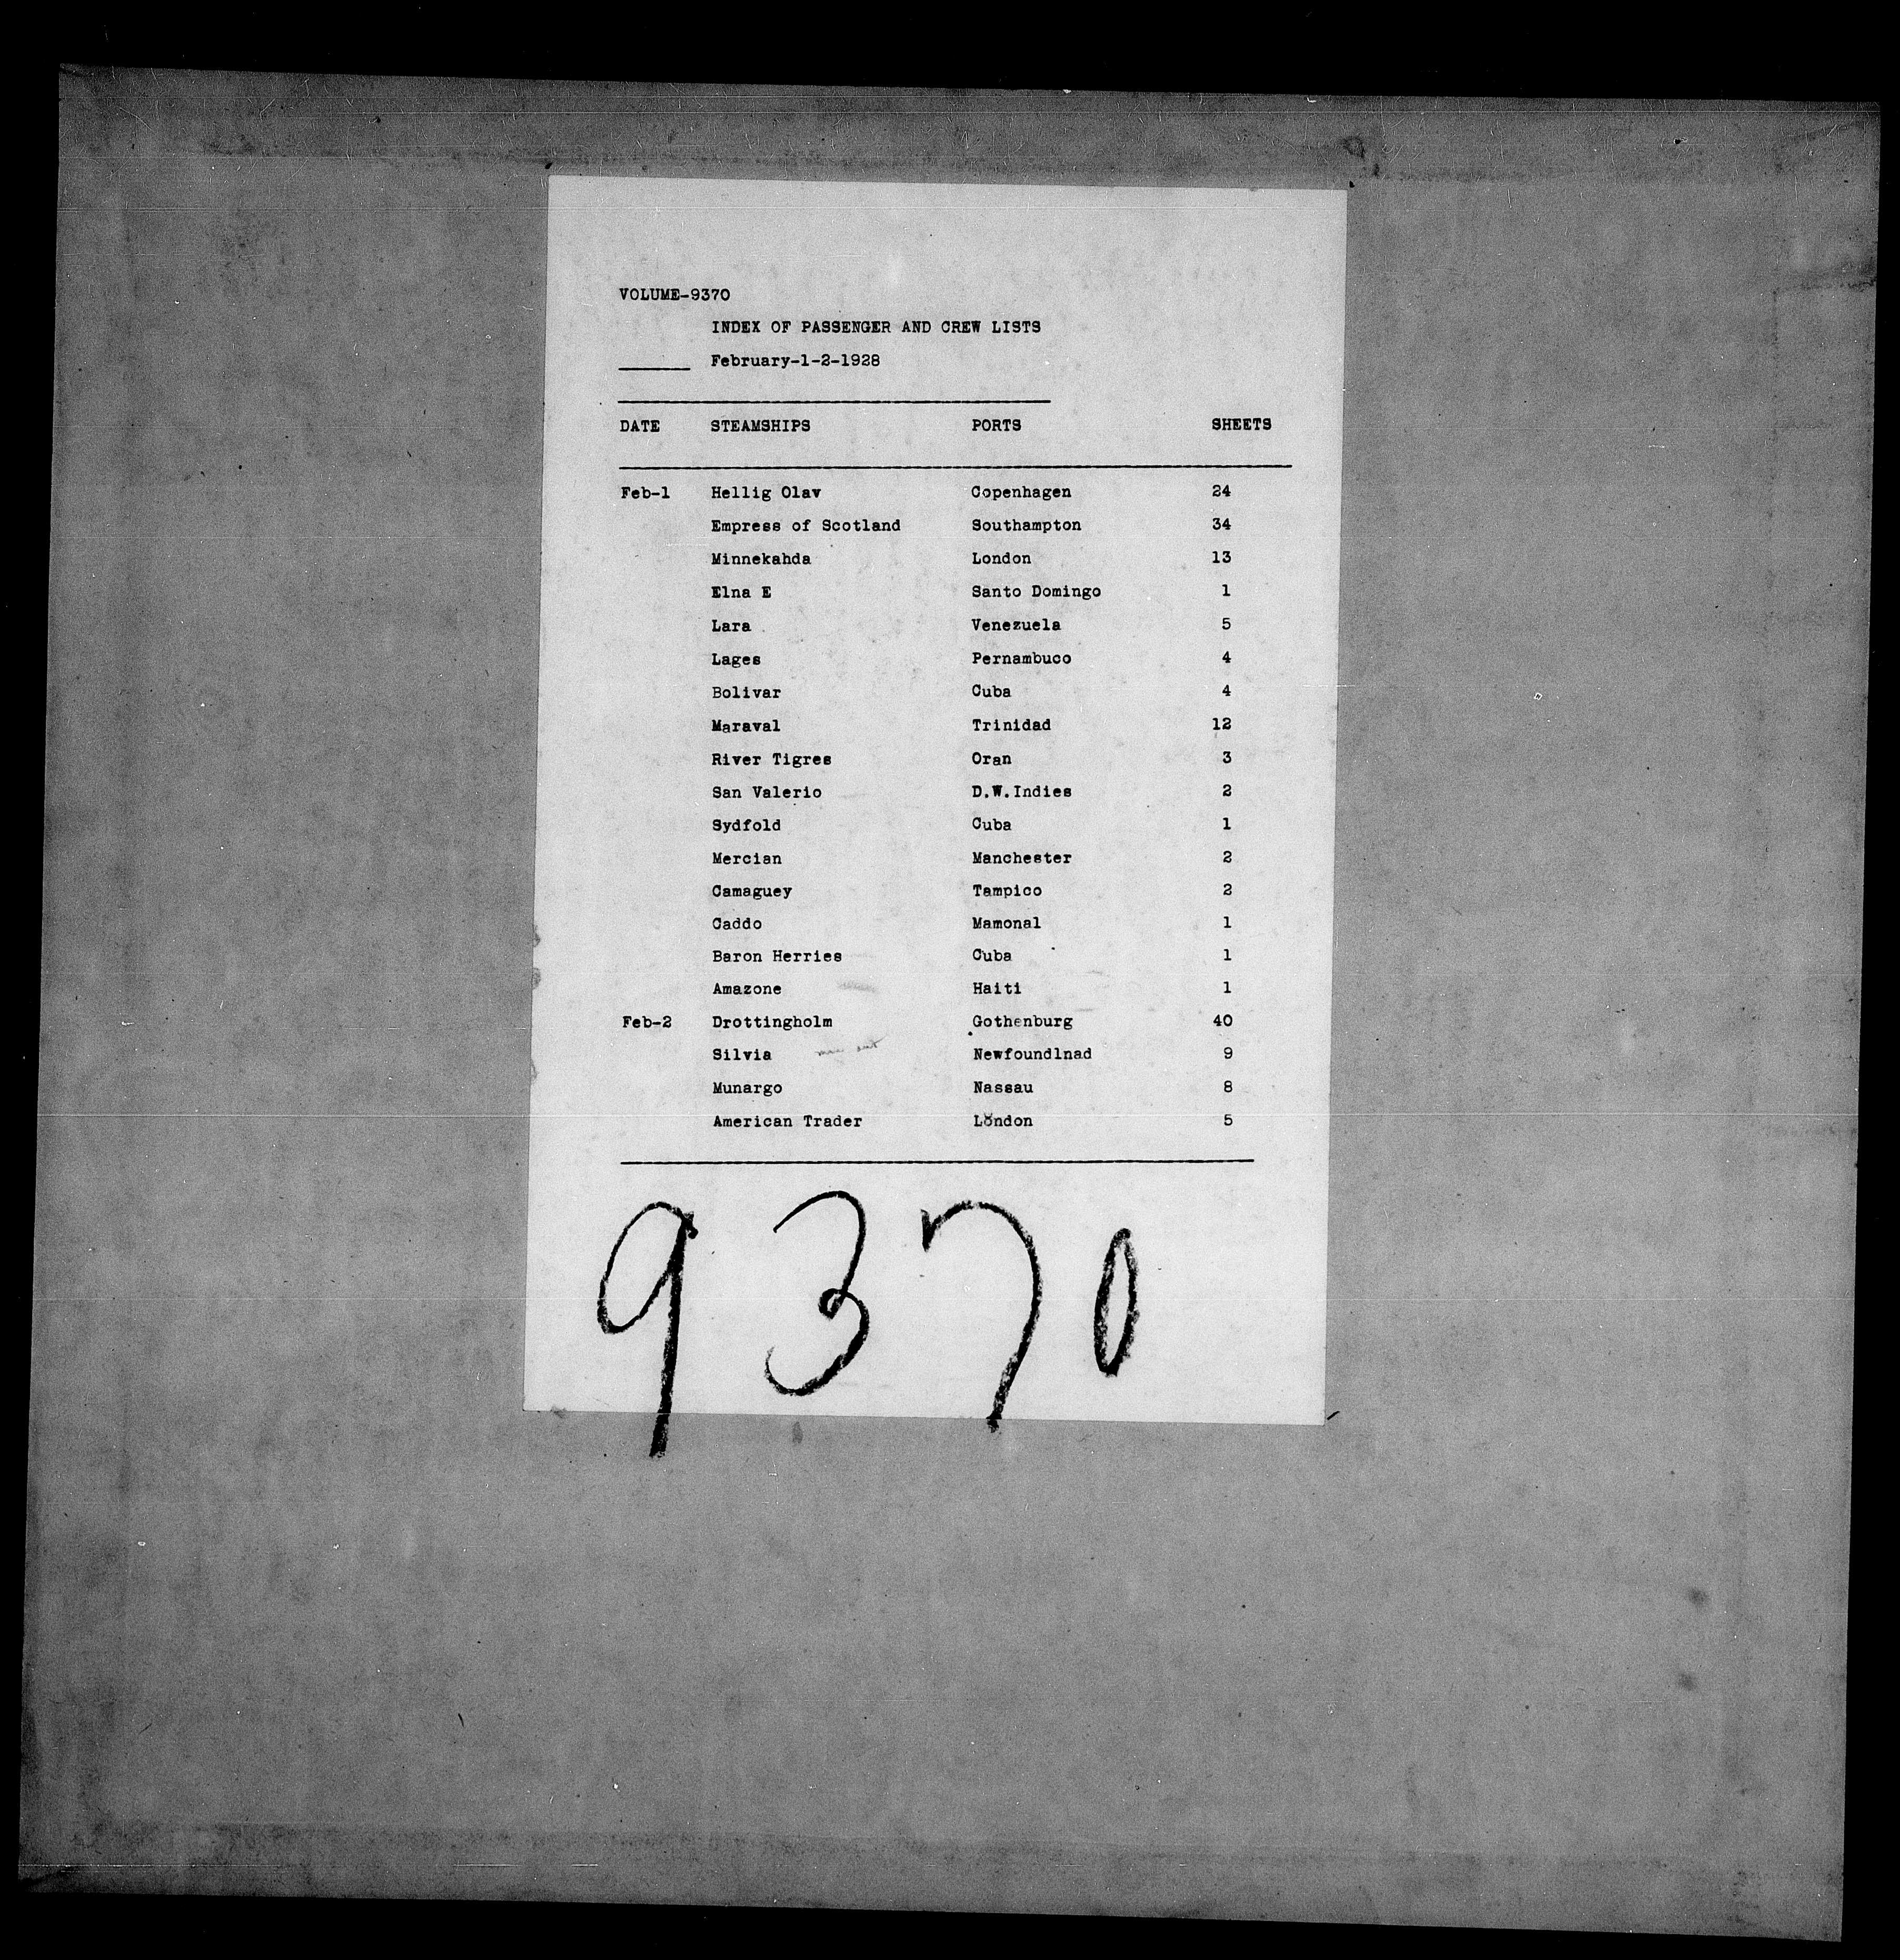 VOLUME-9370
INDEX OF PASSENGER AND CREW LISTS
February-1-2-1928
DATE STEAMSHIPS PORTS SHEETS
Feb-1 Hellig Olav Copenhagen 24
Empress of Scotland Southampton 34
Minnekahda London 13
Elna E Santo Domingo 1
Lara Venezuela 5
Lages Pernambuco 4
Bolivar Cuba 4
Maraval Trinidad 12
River Tigres Oran 3
San Valerio D.W.Indies 2
Sydfold Cuba 1
Mercian Manchester 2
Camaguey Tampico 2
Caddo Mamonal 1
Baron Herries Cuba 1
Amazone Haiti 1
Feb-2 Drottingholm Gothenburg 40
Silvia Newfoundlnad 9
Munargo Nassau 8
American Trader London 5
9370